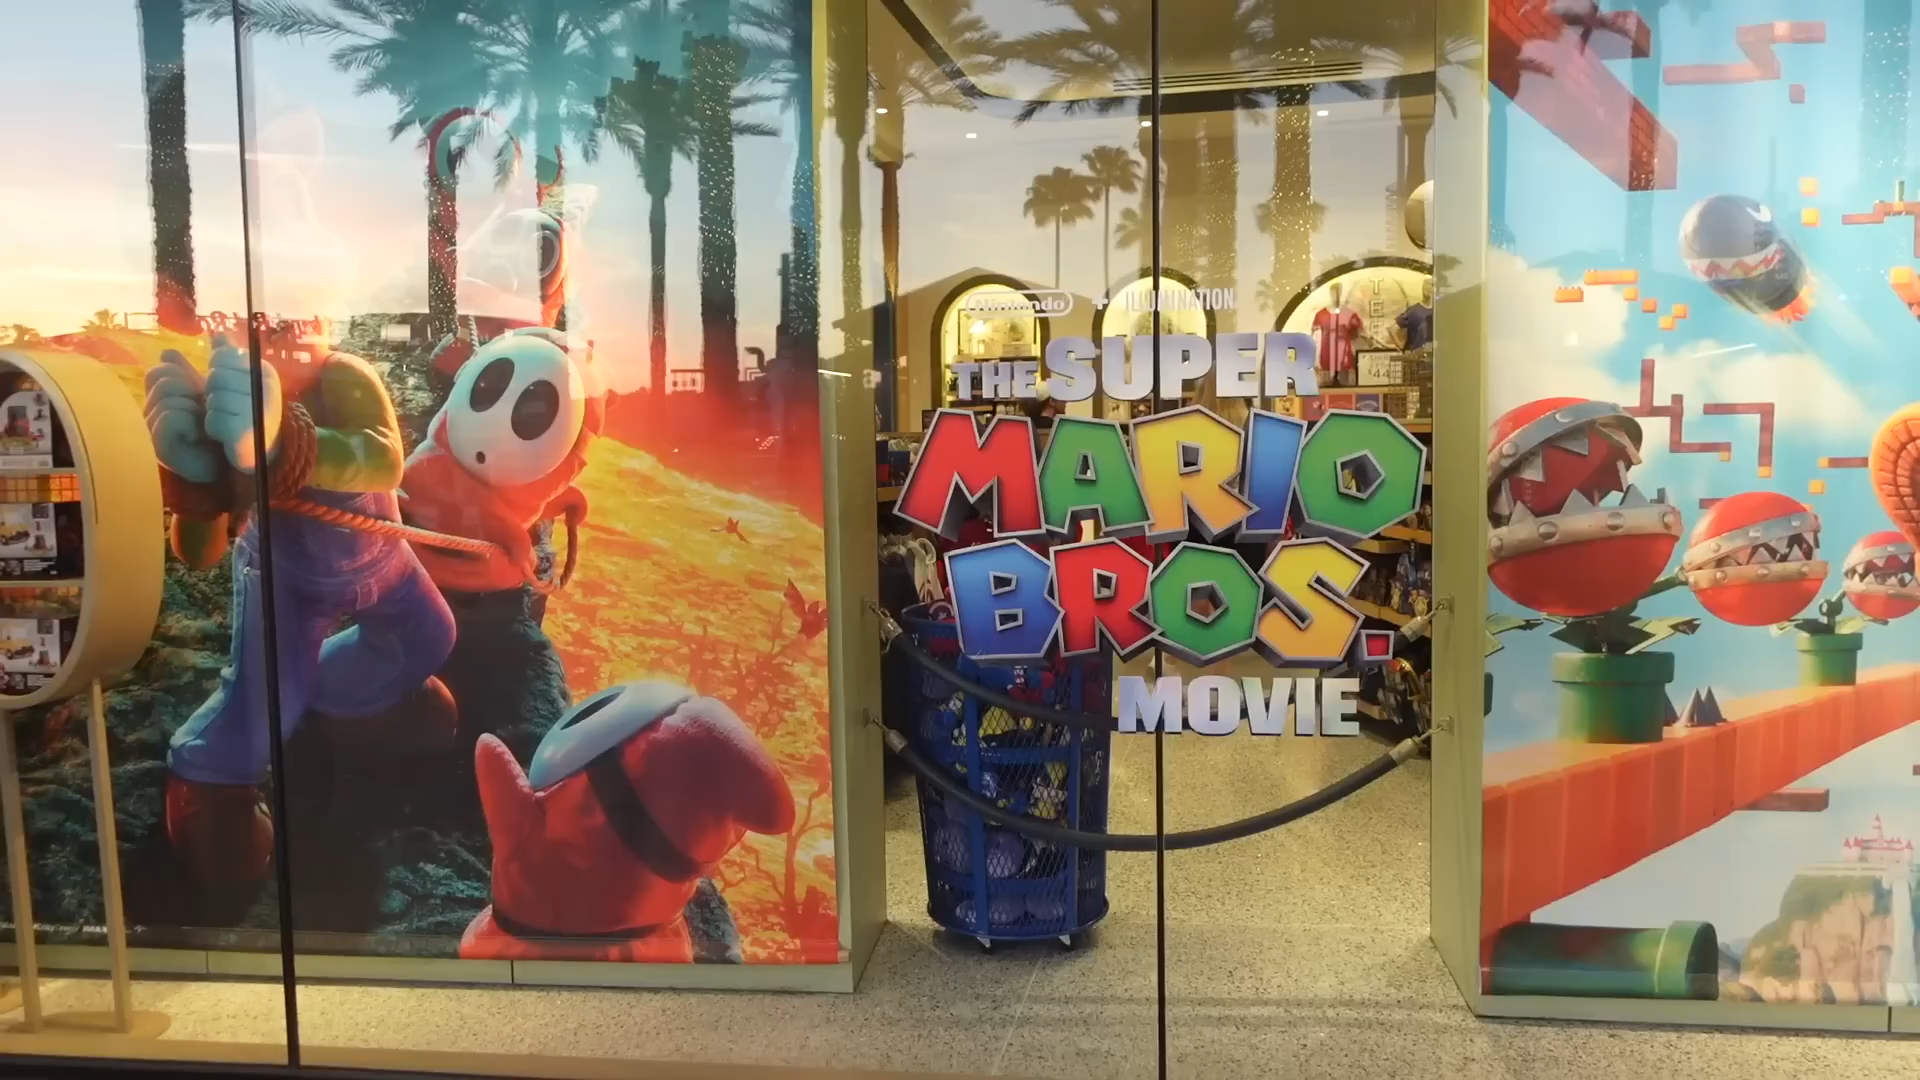 Nintendo + ILLUMINATION
THE SUPER
MARIO
BROS.
MOVIE